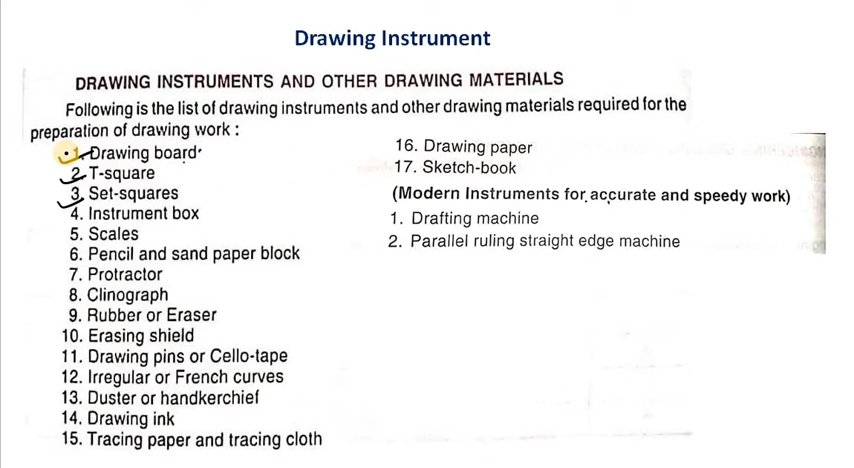 Drawing Instrument
DRAWING INSTRUMENTS AND OTHER DRAWING MATERIALS
Following is the list of drawing instruments and other drawing materials required for the
preparation of drawing work :
1. Drawing board
2. T-square
3. Set-squares
4. Instrument box
5. Scales
6. Pencil and sand paper block
7. Protractor
8. Clinograph
9. Rubber or Eraser
10. Erasing shield
11. Drawing pins or Cello-tape
12. Irregular or French curves
13. Duster or handkerchief
14. Drawing ink
15. Tracing paper and tracing cloth
16. Drawing paper
17. Sketch-book
(Modern Instruments for accurate and speedy work)
1. Drafting machine
2. Parallel ruling straight edge machine